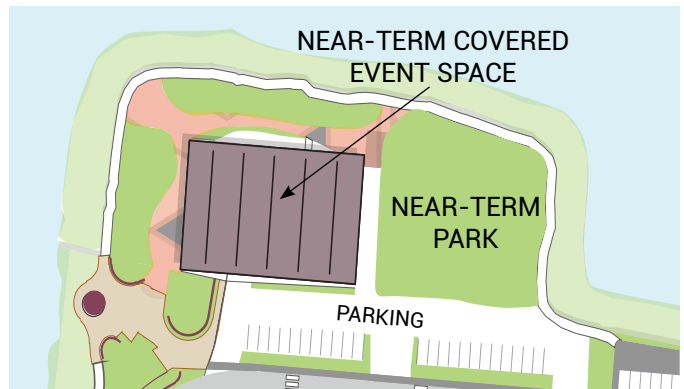 NEAR-TERM COVERED
EVENT SPACE
NEAR-TERM
PARK
PARKING